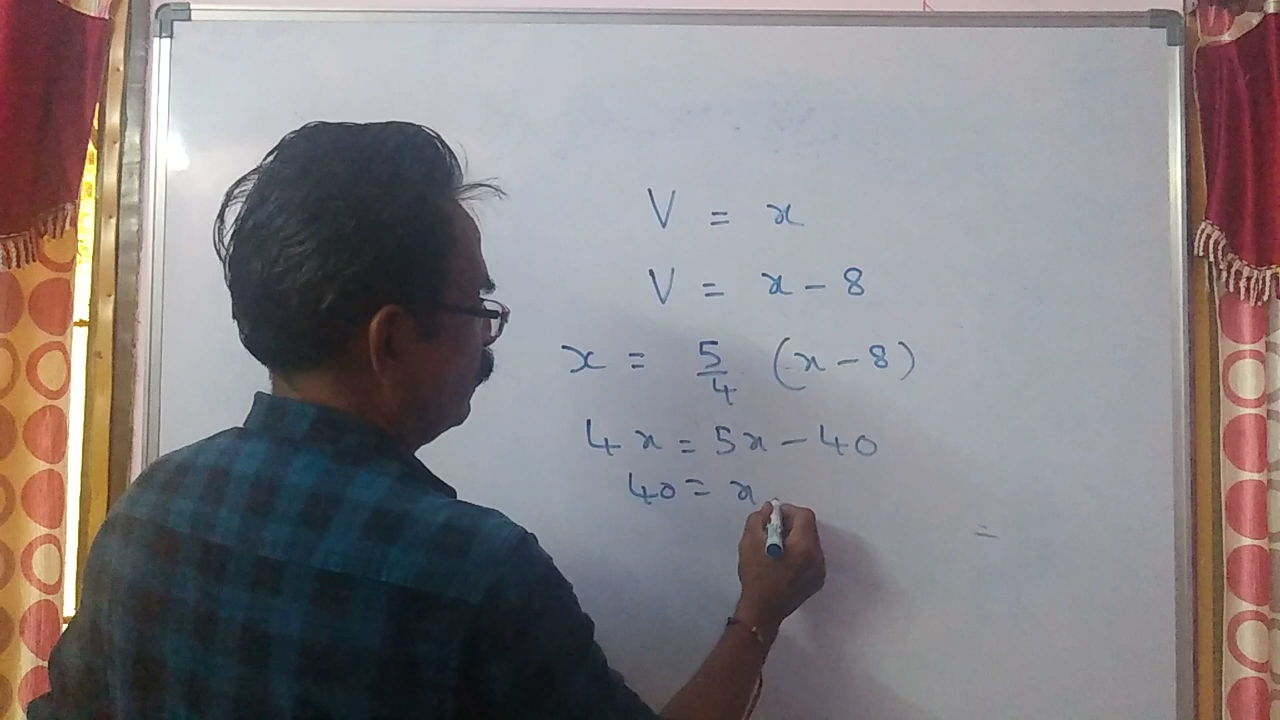 V = x
V = x - 8
x = 5/4 (x - 8)
4x = 5x - 40
40 = x
=